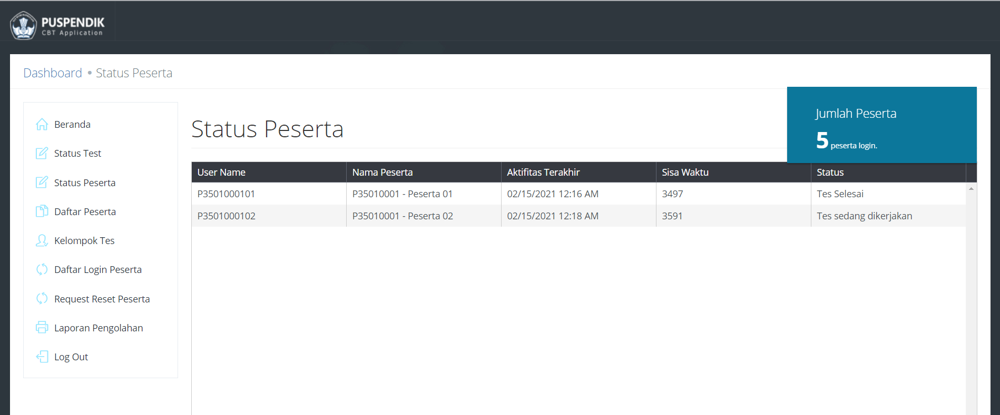 PUSPENDIK
CBT Application
Dashboard • Status Peserta
Beranda
Status Test
Status Peserta
Daftar Peserta
Kelompok Tes
Daftar Login Peserta
Request Reset Peserta
Laporan Pengolahan
Log Out
Status Peserta
Jumlah Peserta
5 peserta login.
User Name Nama Peserta Aktifitas Terakhir Sisa Waktu Status
P3501000101 P35010001 - Peserta 01 02/15/2021 12:16 AM 3497 Tes Selesai
P3501000102 P35010001 - Peserta 02 02/15/2021 12:18 AM 3591 Tes sedang dikerjakan